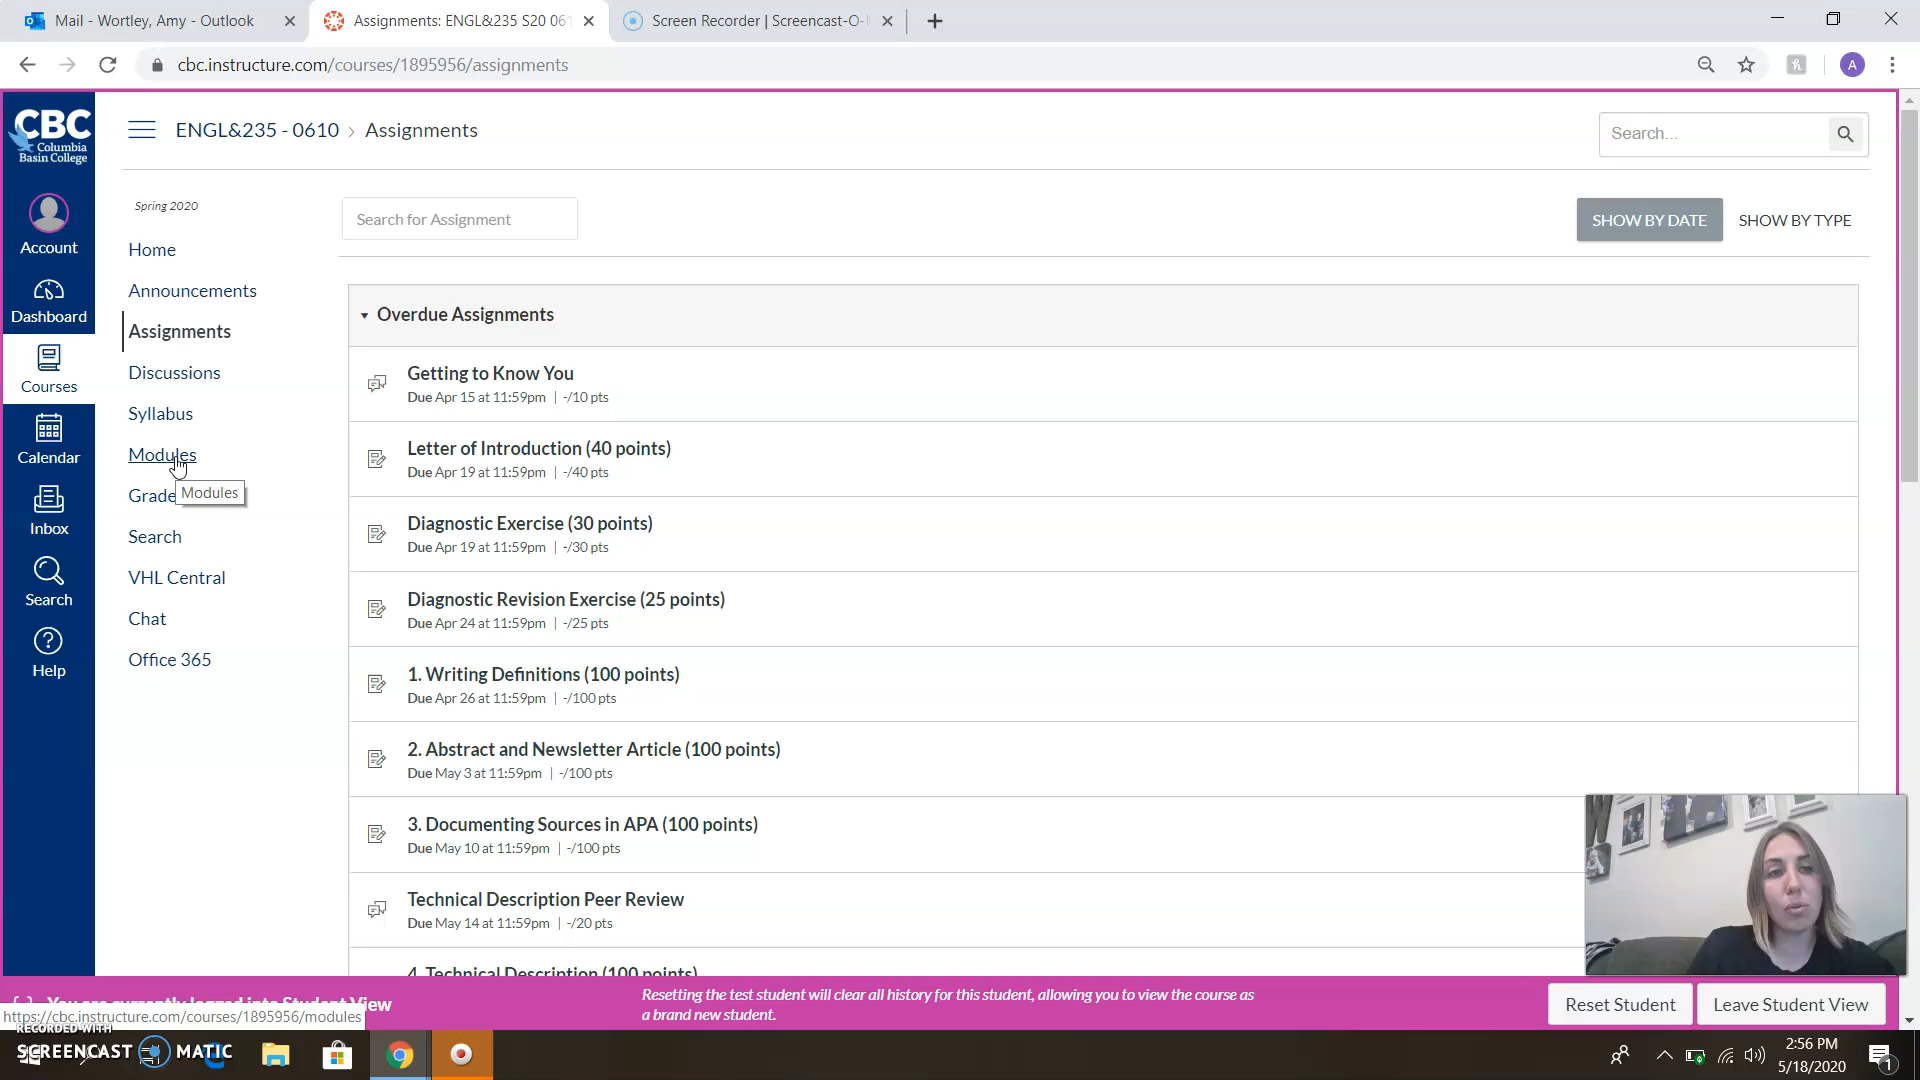 Mail - Wortley, Amy - Outlook
Assignments: ENGL&235 S20 061
Screen Recorder | Screencast-O-
cbc.instructure.com/courses/1895956/assignments
A
CBC
Columbia
Basin College
ENGL&235 - 0610 › Assignments
Search...
Account
Dashboard
Courses
Calendar
Inbox
Search
Help
Spring 2020
Home
Announcements
Assignments
Discussions
Syllabus
Modules
Grade
Modules
Search
VHL Central
Chat
Office 365
Search for Assignment
SHOW BY DATE
SHOW BY TYPE
Overdue Assignments
Getting to Know You
Due Apr 15 at 11:59pm | -/10 pts
Letter of Introduction (40 points)
Due Apr 19 at 11:59pm | -/40 pts
Diagnostic Exercise (30 points)
Due Apr 19 at 11:59pm | -/30 pts
Diagnostic Revision Exercise (25 points)
Due Apr 24 at 11:59pm | -/25 pts
1. Writing Definitions (100 points)
Due Apr 26 at 11:59pm | -/100 pts
2. Abstract and Newsletter Article (100 points)
Due May 3 at 11:59pm | -/100 pts
3. Documenting Sources in APA (100 points)
Due May 10 at 11:59pm | -/100 pts
Technical Description Peer Review
Due May 14 at 11:59pm | -/20 pts
4. Technical Description (100 points)
You are currently logged into Student View
Resetting the test student will clear all history for this student, allowing you to view the course as
a brand new student.
Reset Student
Leave Student View
https://cbc.instructure.com/courses/1895956/modules
RECORDED WITH
SCREENCAST MATIC
2:56 PM
5/18/2020
1